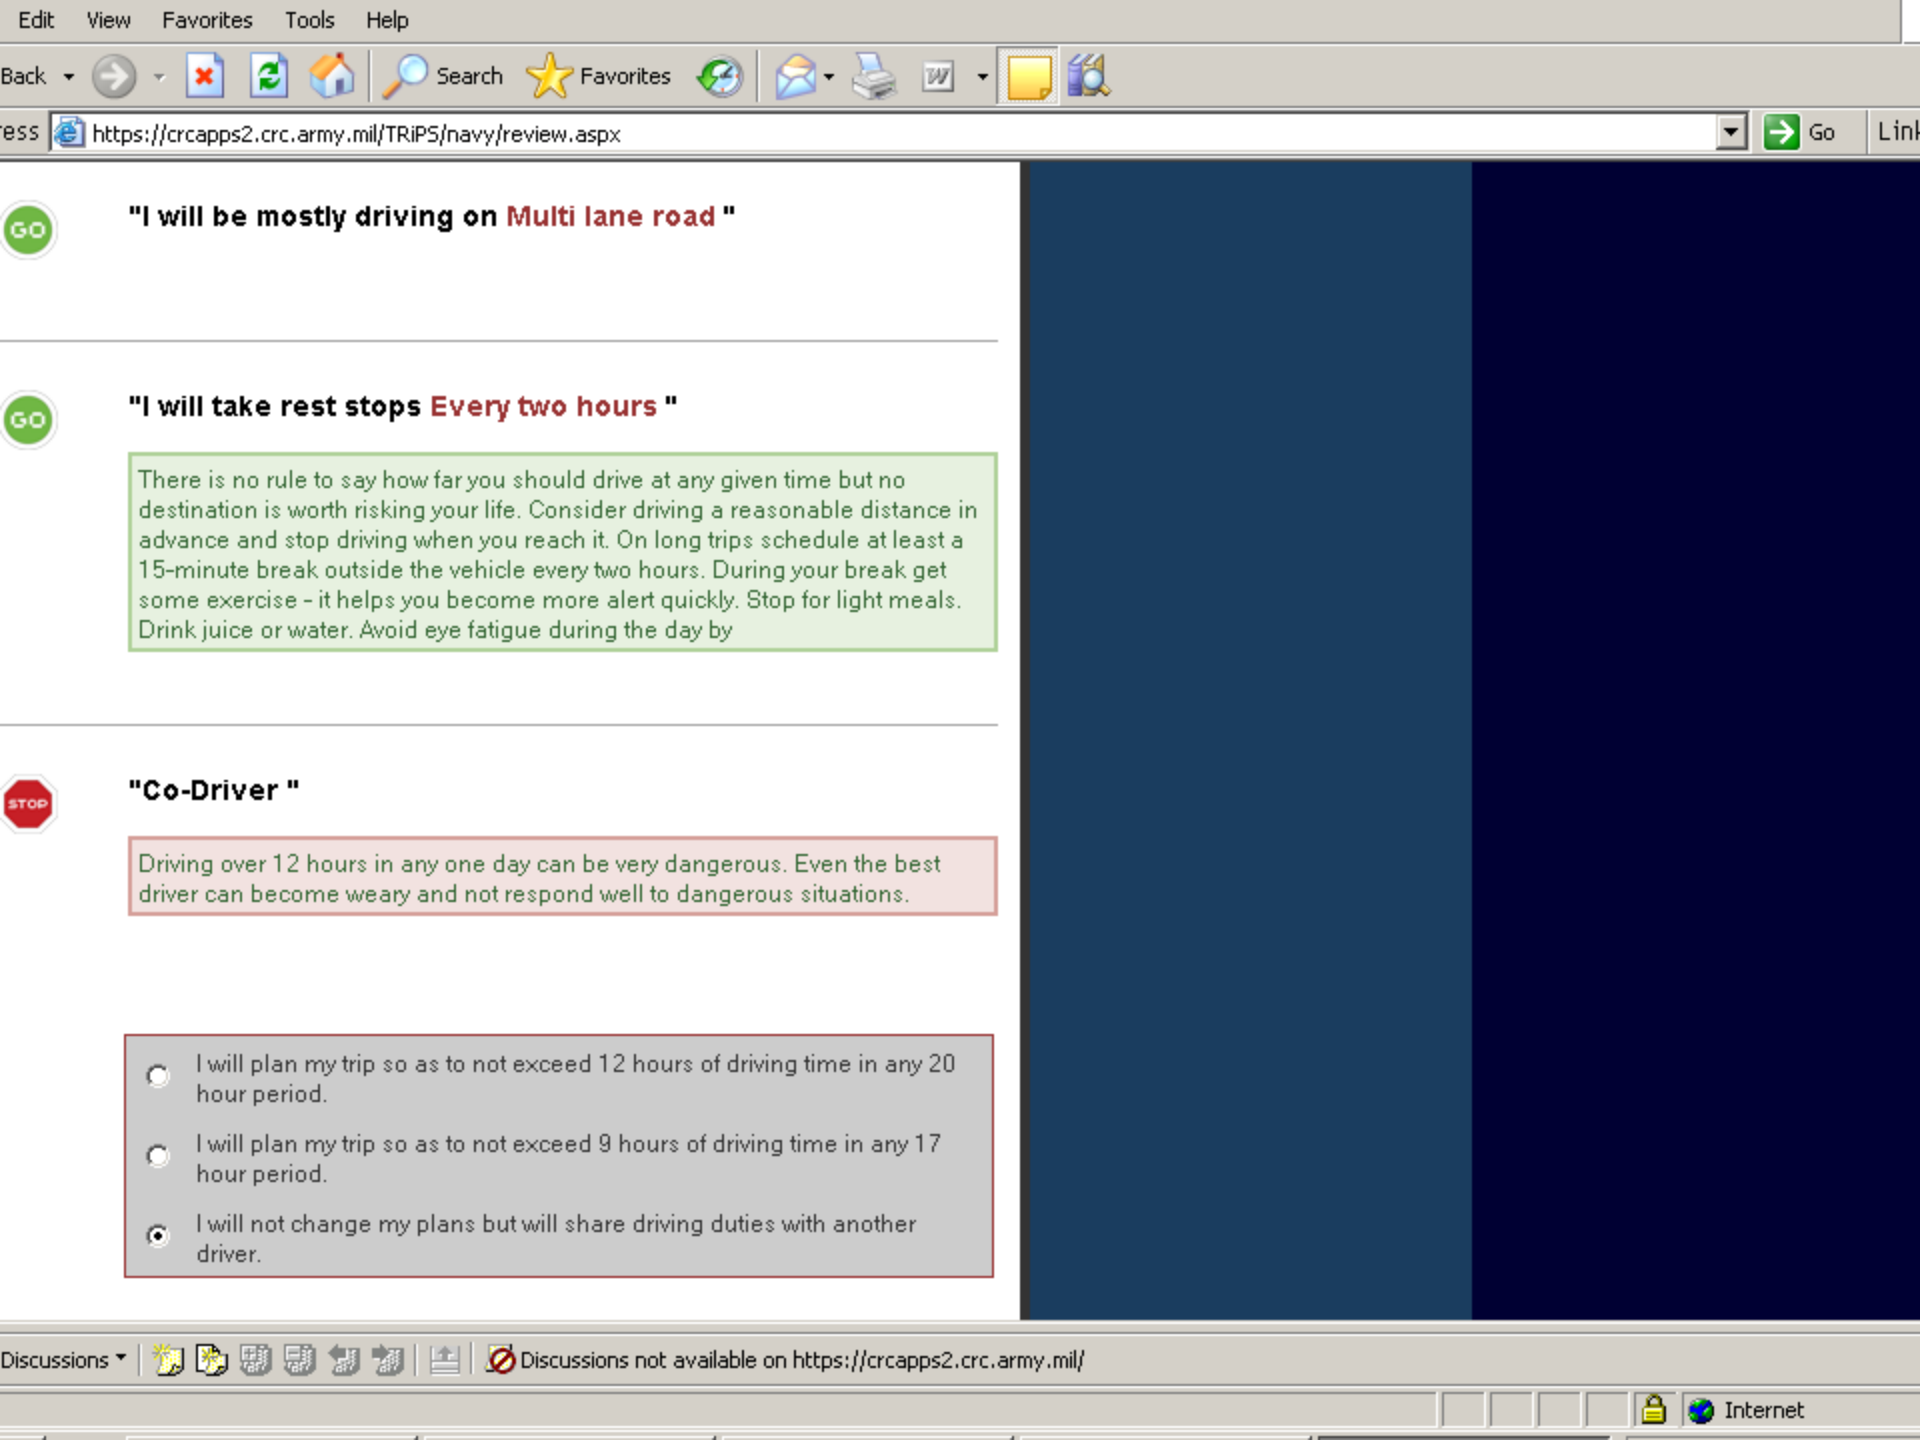 Edit View Favorites Tools Help
Back Search Favorites
ress https://crcapps2.crc.army.mil/TRiPS/navy/review.aspx Go Link
GO "I will be mostly driving on Multi lane road "
GO "I will take rest stops Every two hours "
There is no rule to say how far you should drive at any given time but no
destination is worth risking your life. Consider driving a reasonable distance in
advance and stop driving when you reach it. On long trips schedule at least a
15-minute break outside the vehicle every two hours. During your break get
some exercise - it helps you become more alert quickly. Stop for light meals.
Drink juice or water. Avoid eye fatigue during the day by
STOP "Co-Driver "
Driving over 12 hours in any one day can be very dangerous. Even the best
driver can become weary and not respond well to dangerous situations.
I will plan my trip so as to not exceed 12 hours of driving time in any 20
hour period.
I will plan my trip so as to not exceed 9 hours of driving time in any 17
hour period.
I will not change my plans but will share driving duties with another
driver.
Discussions Discussions not available on https://crcapps2.crc.army.mil/
Internet